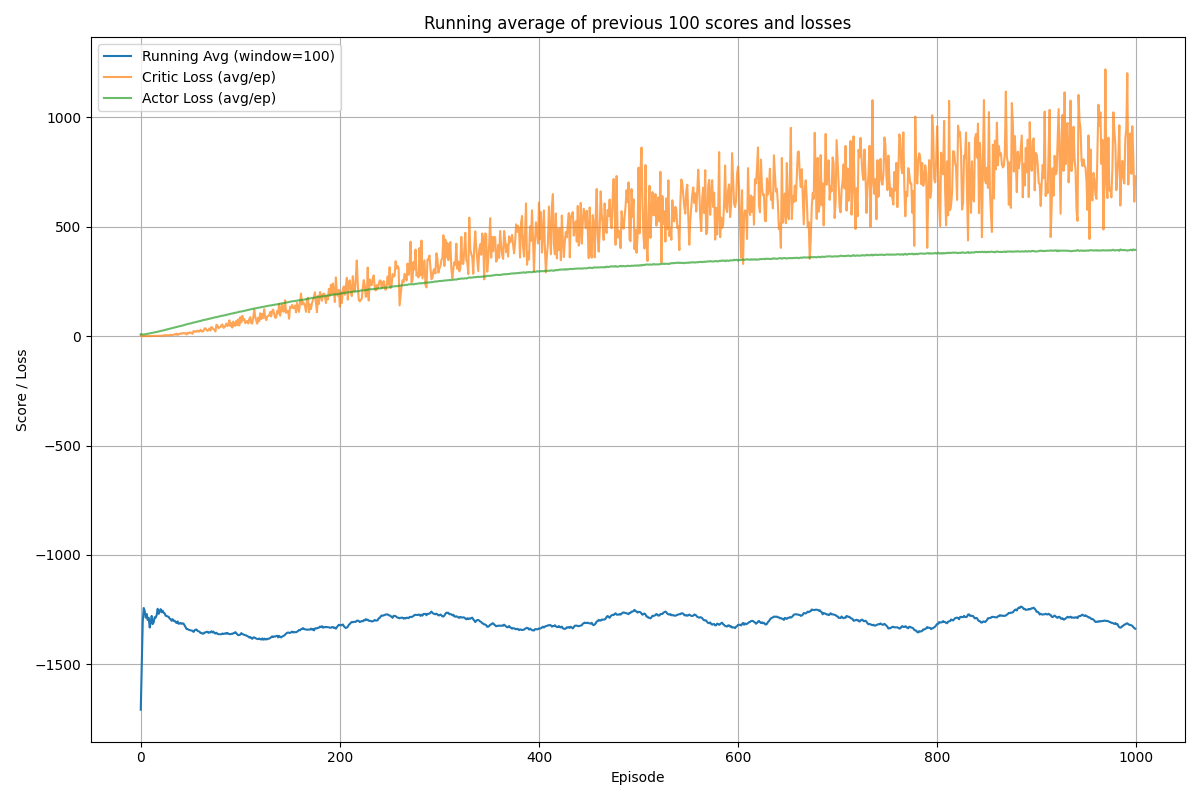 Running average of previous 100 scores and losses
Running Avg (window=100)
Critic Loss (avg/ep)
Actor Loss (avg/ep)
1000
500
0
−500
−1000
−1500
Score / Loss
0 200 400 600 800 1000
Episode